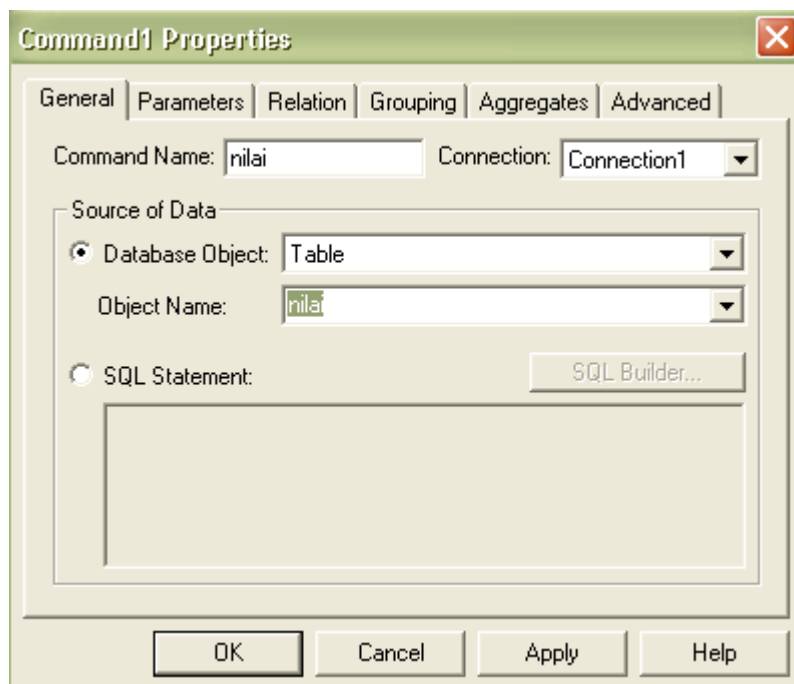 Command1 Properties
General Parameters Relation Grouping Aggregates Advanced
Command Name: nilai Connection: Connection1
Source of Data
Database Object: Table
Object Name: nilai
SQL Statement: SQL Builder...
OK Cancel Apply Help